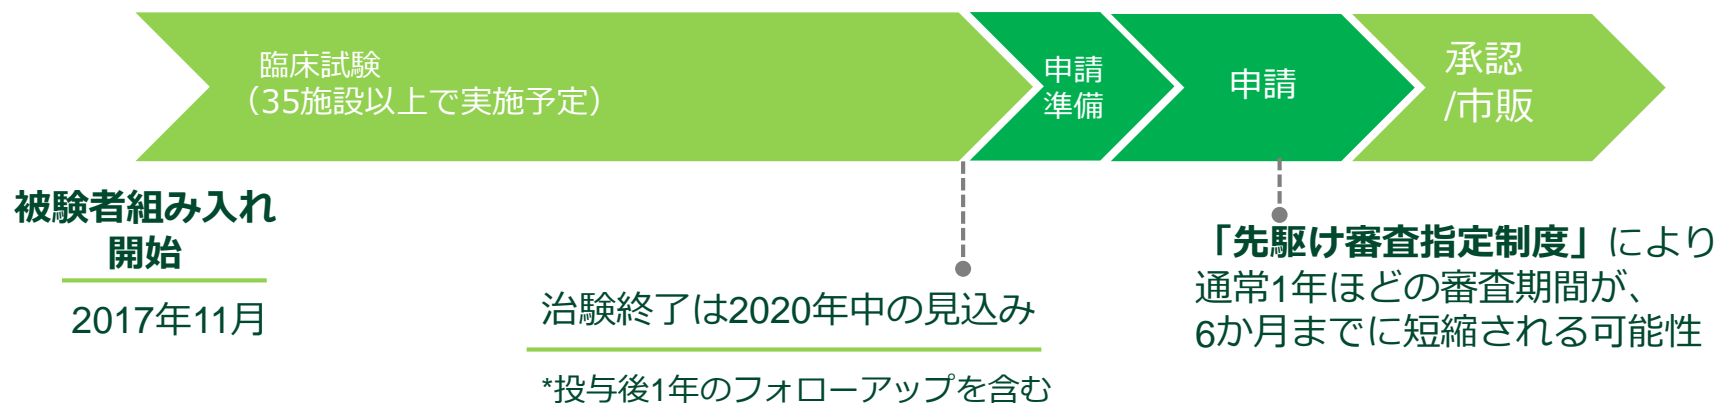 臨床試験
（35施設以上で実施予定）
申請
準備
申請
承認
/市販
被験者組み入れ
開始
2017年11月
治験終了は2020年中の見込み
*投与後1年のフォローアップを含む
「先駆け審査指定制度」により
通常1年ほどの審査期間が、
6か月までに短縮される可能性